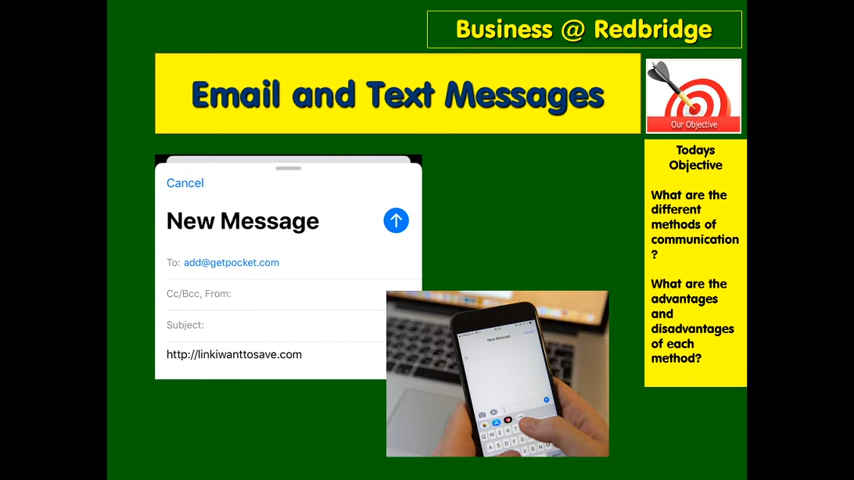 Business @ Redbridge
Email and Text Messages
Our Objective
Todays
Objective
What are the
different
methods of
communication
?
What are the
advantages
and
disadvantages
of each
method?
Cancel
New Message
To: add@getpocket.com
Cc/Bcc, From:
Subject:
http://linkiwanttosave.com
New Message